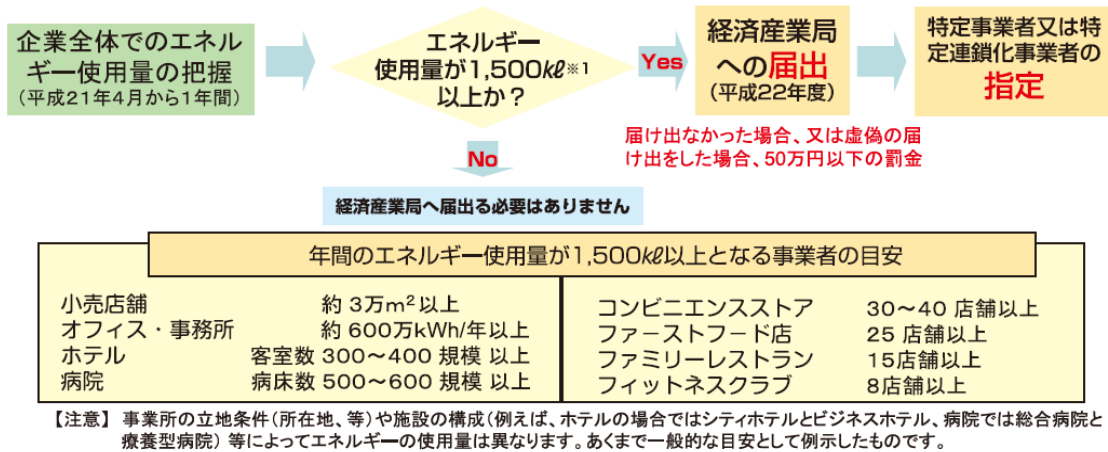 企業全体でのエネル
ギー使用量の把握
(平成21年4月から1年間)
エネルギー
使用量が1,500㎘※1
以上か？
Yes
経済産業局
への届出
(平成22年度)
特定事業者又は特
定連鎖化事業者の
指定
届け出なかった場合、又は虚偽の届
け出をした場合、50万円以下の罰金
No
経済産業局へ届出る必要はありません
年間のエネルギー使用量が1,500㎘以上となる事業者の目安
小売店舗 約 3万m²以上
オフィス・事務所 約 600万kWh/年以上
ホテル 客室数 300～400 規模 以上
病院 病床数 500～600 規模 以上
コンビニエンスストア 30～40 店舗以上
ファーストフード店 25 店舗以上
ファミリーレストラン 15店舗以上
フィットネスクラブ 8店舗以上
【注意】 事業所の立地条件(所在地、等)や施設の構成(例えば、ホテルの場合ではシティホテルとビジネスホテル、病院では総合病院と
療養型病院) 等によってエネルギーの使用量は異なります。あくまで一般的な目安として例示したものです。